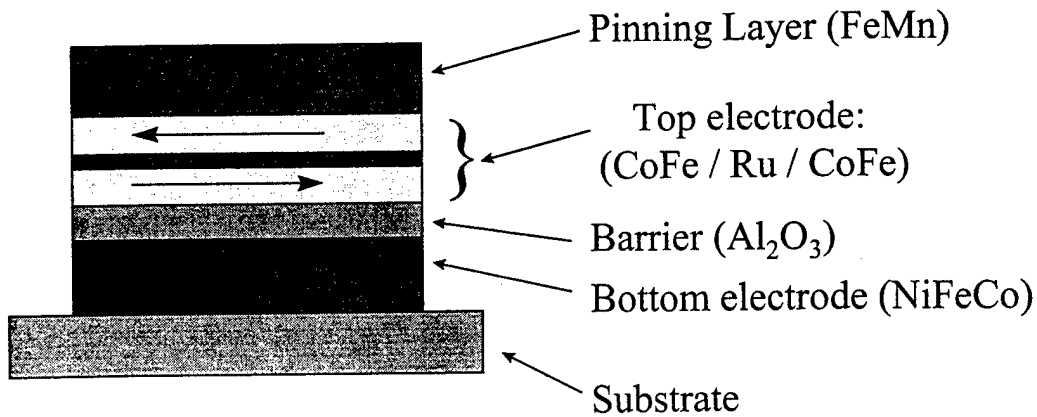 Pinning Layer (FeMn)
Top electrode:
(CoFe / Ru / CoFe)
Barrier (Al₂O₃)
Bottom electrode (NiFeCo)
Substrate